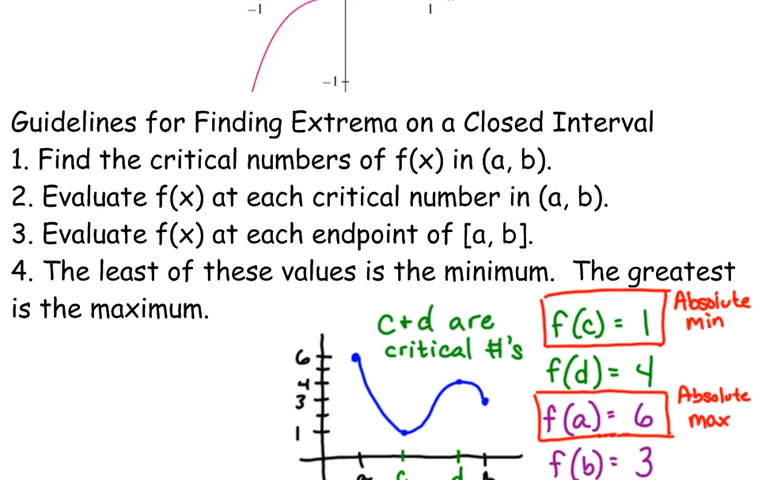 -1
1
-1
Guidelines for Finding Extrema on a Closed Interval
1. Find the critical numbers of f(x) in (a, b).
2. Evaluate f(x) at each critical number in (a, b).
3. Evaluate f(x) at each endpoint of [a, b].
4. The least of these values is the minimum. The greatest
is the maximum.
c+d are
critical #'s
6
4
3
1
a
c
d
b
f(c) = 1
Absolute
min
f(d) = 4
f(a) = 6
Absolute
max
f(b) = 3